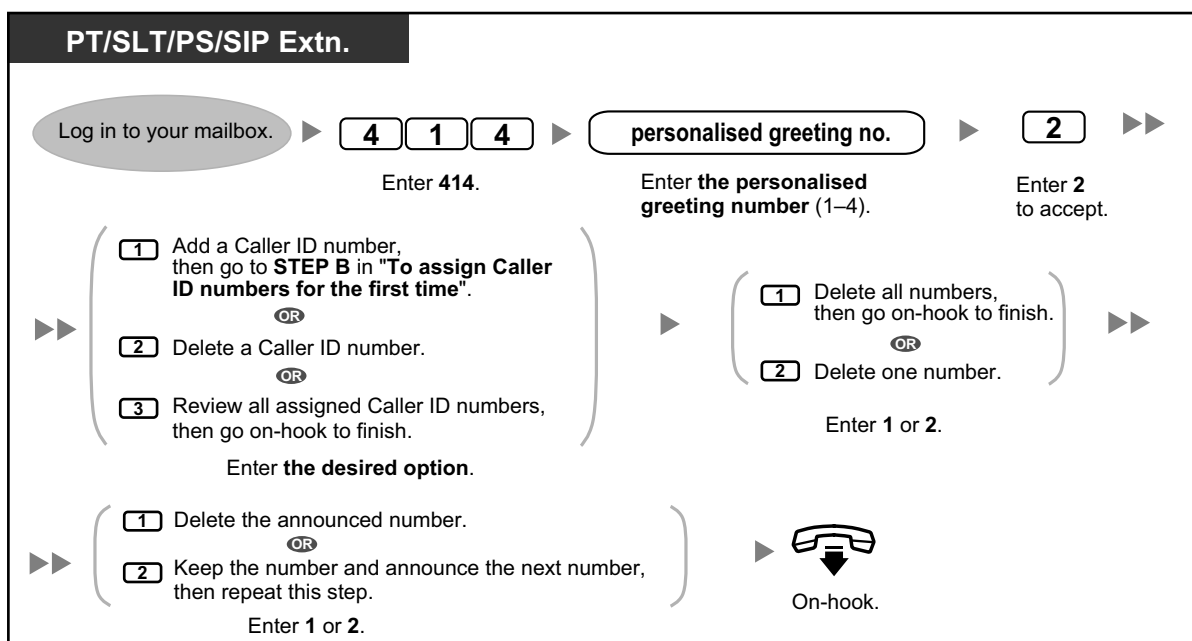 PT/SLT/PS/SIP Extn.
Log in to your mailbox.
4 1 4
personalised greeting no.
2
Enter 414.
Enter the personalised
greeting number (1–4).
Enter 2
to accept.
1 Add a Caller ID number,
then go to STEP B in "To assign Caller
ID numbers for the first time".
OR
2 Delete a Caller ID number.
OR
3 Review all assigned Caller ID numbers,
then go on-hook to finish.
Enter the desired option.
1 Delete all numbers,
then go on-hook to finish.
OR
2 Delete one number.
Enter 1 or 2.
1 Delete the announced number.
OR
2 Keep the number and announce the next number,
then repeat this step.
Enter 1 or 2.
On-hook.